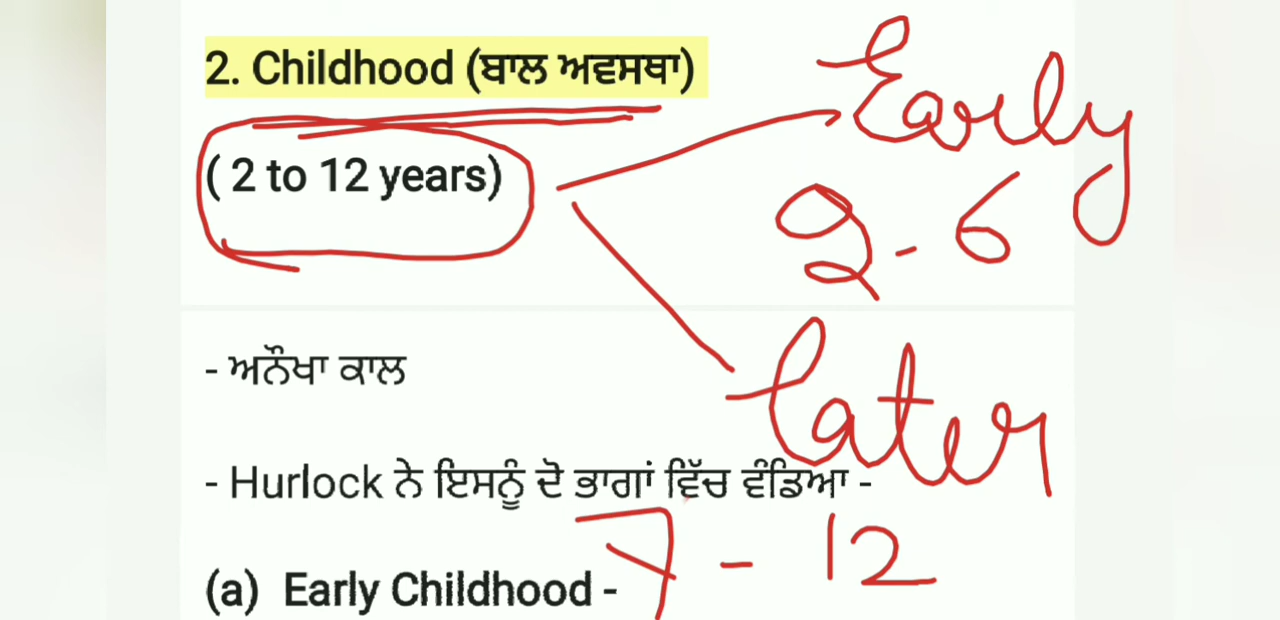 2. Childhood (ਬਾਲ ਅਵਸਥਾ)
Early
( 2 to 12 years)
2 - 6
- ਅਨੌਖਾ ਕਾਲ
later
- Hurlock ਨੇ ਇਸਨੂੰ ਦੋ ਭਾਗਾਂ ਵਿੱਚ ਵੰਡਿਆ -
7 - 12
(a) Early Childhood -